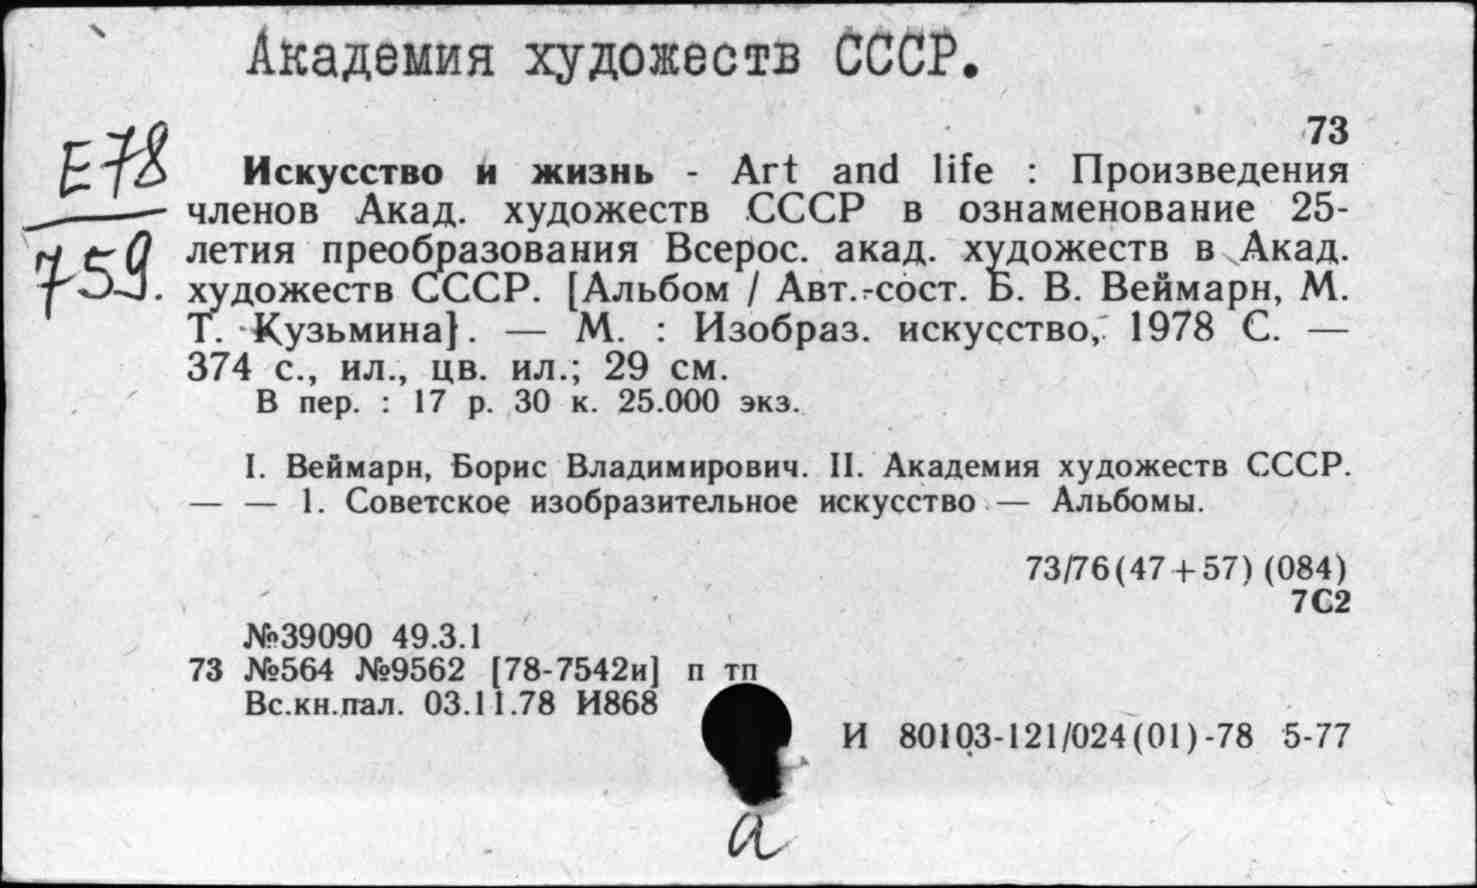 Академия художеств СССР.
73
E78
759.
Искусство и жизнь - Art and life : Произведения
членов Акад. художеств СССР в ознаменование 25-
летия преобразования Всерос. акад. художеств в Акад.
художеств СССР. [Альбом / Авт.-сост. Б. В. Веймарн, М.
Т. Кузьмина]. — М. : Изобраз. искусство, 1978 С. —
374 с., ил., цв. ил.; 29 см.
В пер. : 17 р. 30 к. 25.000 экз.
I. Веймарн, Борис Владимирович. II. Академия художеств СССР.
— — 1. Советское изобразительное искусство — Альбомы.
73/76(47+57) (084)
7С2
№39090 49.3.1
73 №564 №9562 [78-7542и] п тп
Вс.кн.пал. 03.11.78 И868
И 80103-121/024(01)-78 5-77
а